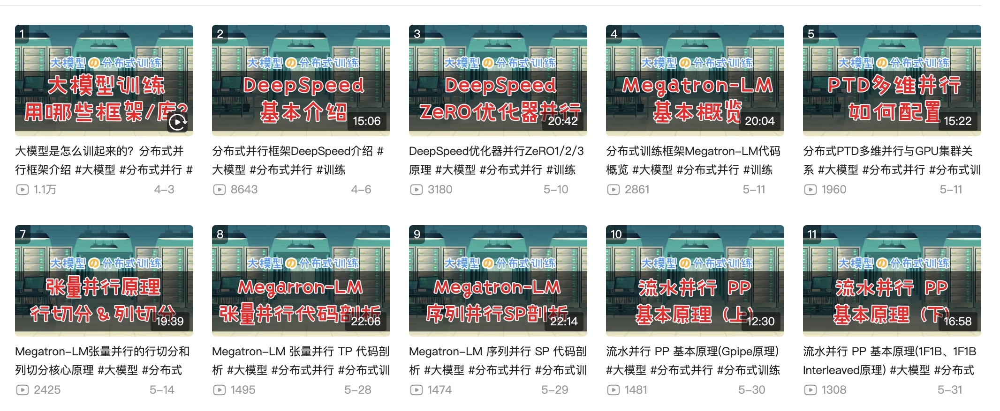 1
大模型の分布式训练
大模型训练
用哪些框架/库?
大模型是怎么训起来的？分布式并
行框架介绍 #大模型 #分布式并行 #
1.1万
4-3
2
大模型の分布式训练
DeepSpeed
基本介绍
15:06
分布式并行框架DeepSpeed介绍 #
大模型 #分布式并行 #训练
8643
4-6
3
大模型の分布式训练
DeepSpeed
ZeRO优化器并行
20:42
DeepSpeed优化器并行ZeRO1/2/3
原理 #大模型 #分布式并行 #训练
3180
5-10
4
大模型の分布式训练
Megatron-LM
基本概览
20:04
分布式训练框架Megatron-LM代码
概览 #大模型 #分布式并行 #训练
2861
5-11
5
大模型の分布式训练
PTD多维并行
如何配置
15:22
分布式PTD多维并行与GPU集群关
系 #大模型 #分布式并行 #分布式训
1960
5-11
7
大模型の分布式训练
张量并行原理
行切分 & 列切分
19:39
Megatron-LM张量并行的行切分和
列切分核心原理 #大模型 #分布式
2425
5-14
8
大模型の分布式训练
Megarron-LM
张量并行代码剖析
22:06
Megatron-LM 张量并行 TP 代码剖
析 #大模型 #分布式并行 #分布式训
1495
5-28
9
大模型の分布式训练
Megatron-LM
序列并行SP剖析
22:14
Megatron-LM 序列并行 SP 代码剖
析 #大模型 #分布式并行 #分布式训
1474
5-29
10
大模型の分布式训练
流水并行 PP
基本原理（上）
12:30
流水并行 PP 基本原理(Gpipe原理)
#大模型 #分布式并行 #分布式训练
1481
5-30
11
大模型の分布式训练
流水并行 PP
基本原理（下）
16:58
流水并行 PP 基本原理(1F1B、1F1B
Interleaved原理) #大模型 #分布式
1308
5-31